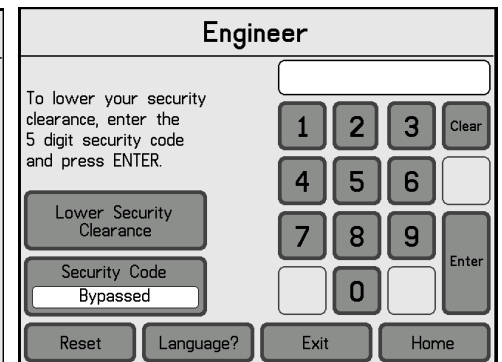 Engineer
To lower your security
clearance, enter the
5 digit security code
and press ENTER.
1 2 3 Clear
4 5 6
7 8 9
Enter
0
Lower Security
Clearance
Security Code
Bypassed
Reset Language? Exit Home